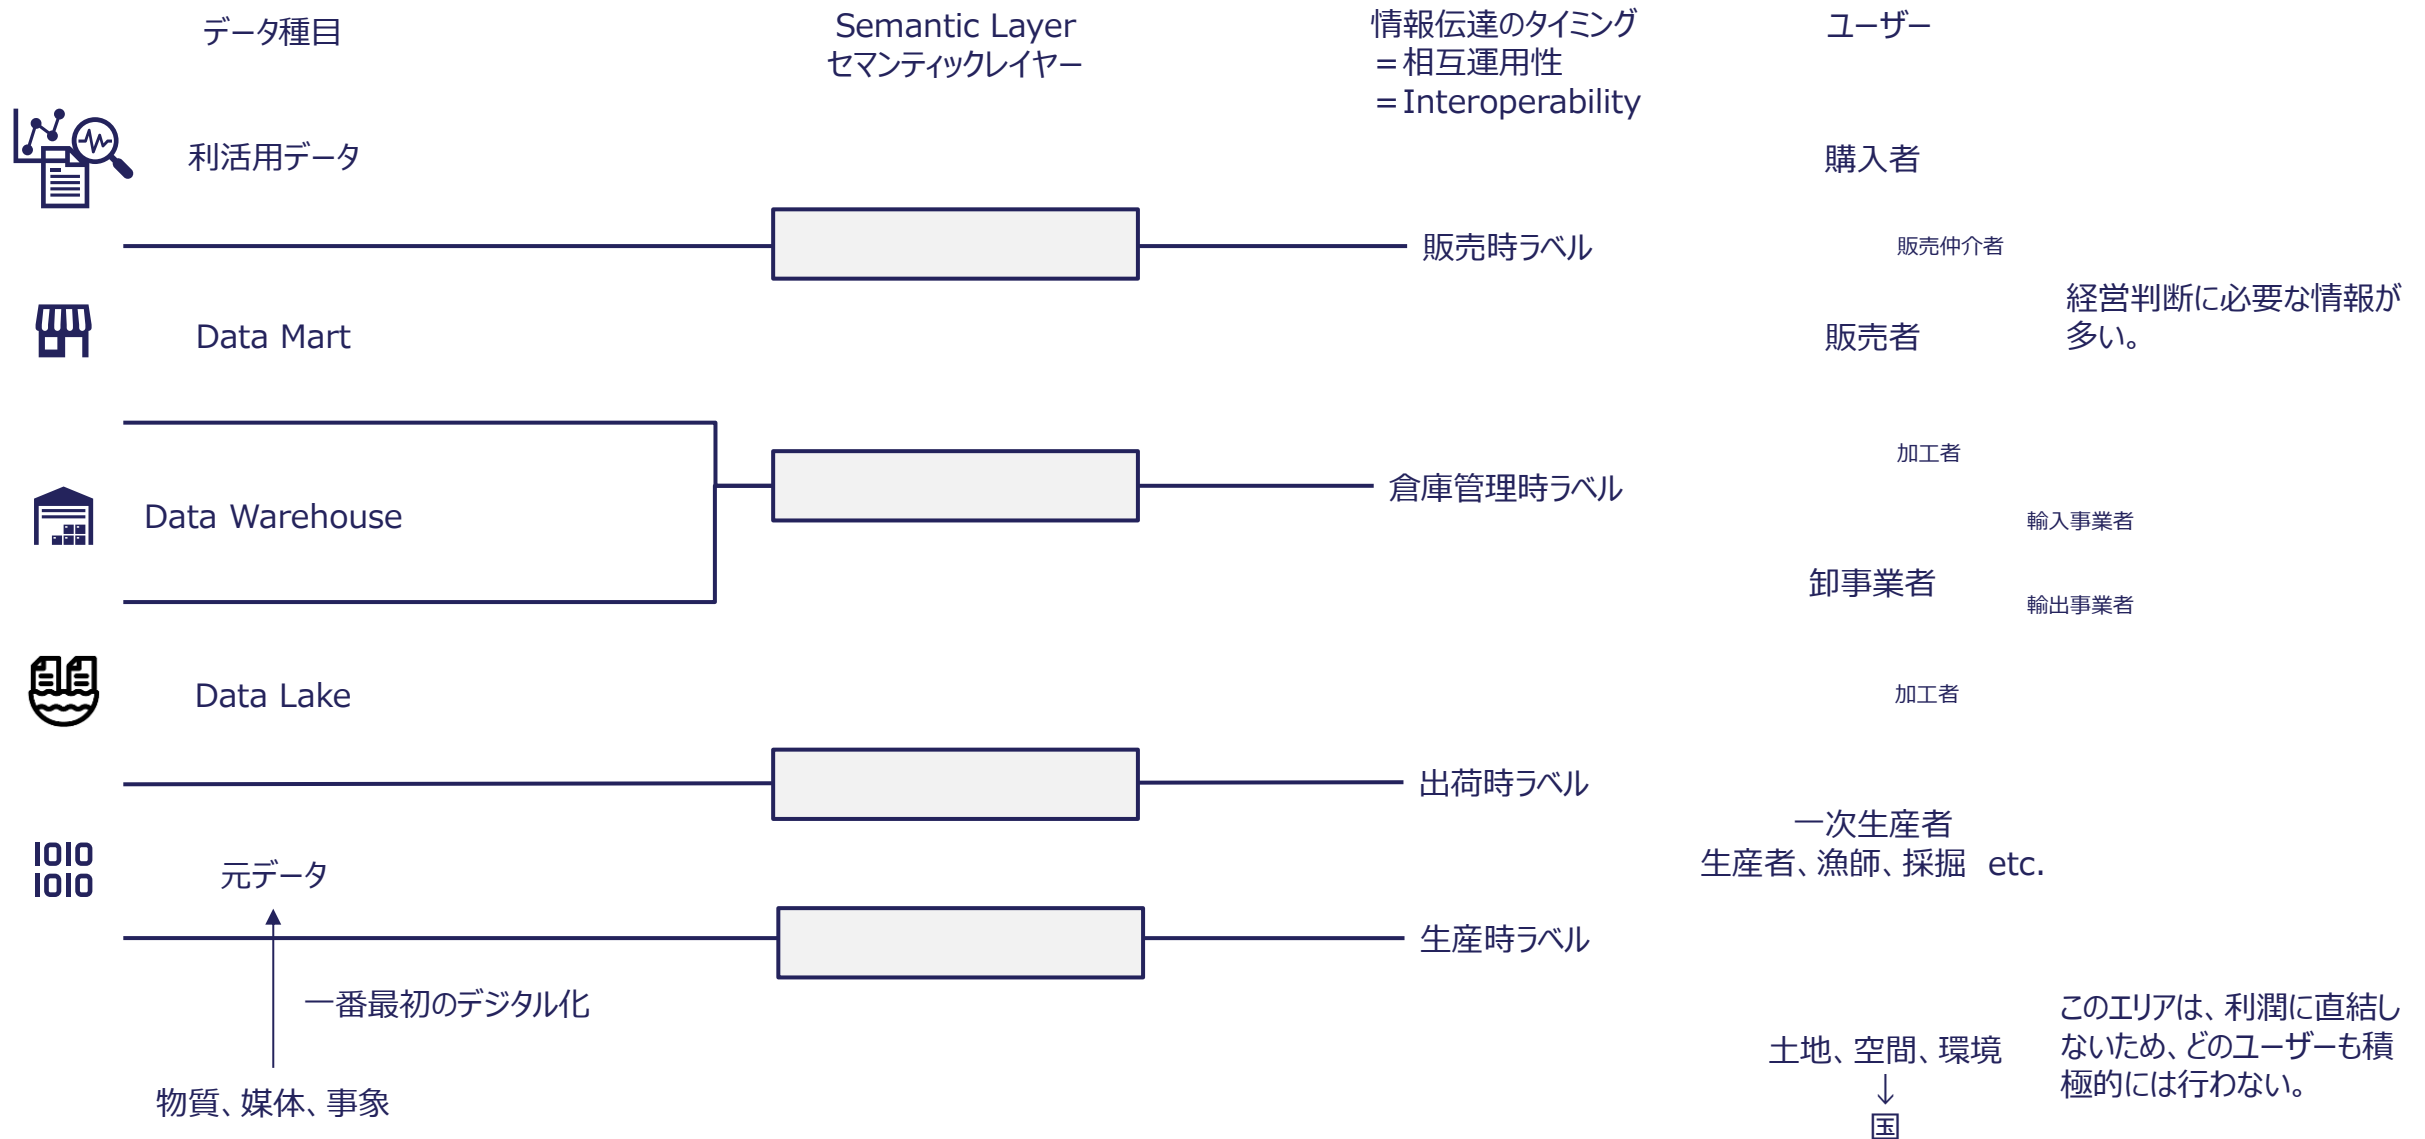 データ種目
Semantic Layer
セマンティックレイヤー
情報伝達のタイミング
＝相互運用性
＝Interoperability
ユーザー
利活用データ
購入者
販売時ラベル
販売仲介者
Data Mart
販売者
経営判断に必要な情報が
多い。
加工者
倉庫管理時ラベル
Data Warehouse
輸入事業者
卸事業者
輸出事業者
Data Lake
加工者
出荷時ラベル
一次生産者
生産者、漁師、採掘　etc.
1010
1010
元データ
生産時ラベル
一番最初のデジタル化
物質、媒体、事象
土地、空間、環境
↓
国
このエリアは、利潤に直結し
ないため、どのユーザーも積
極的には行わない。